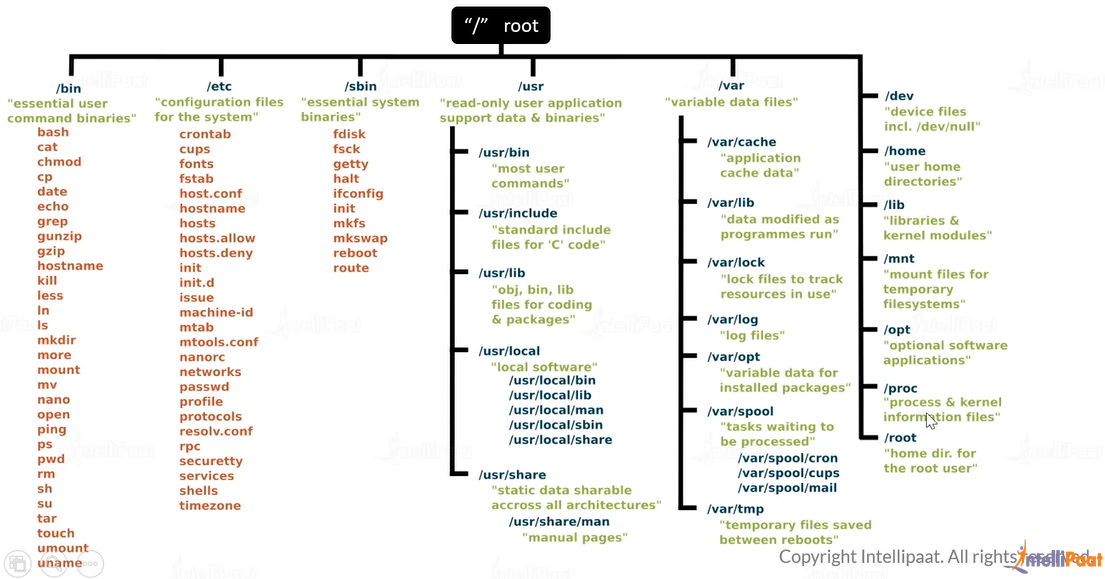 “/” root
/bin
"essential user
command binaries"
bash
cat
chmod
cp
date
echo
grep
gunzip
gzip
hostname
kill
less
ln
ls
mkdir
more
mount
mv
nano
open
ping
ps
pwd
rm
sh
su
tar
touch
umount
uname
/etc
"configuration files
for the system"
crontab
cups
fonts
fstab
host.conf
hostname
hosts
hosts.allow
hosts.deny
init
init.d
issue
machine-id
mtab
mtools.conf
nanorc
networks
passwd
profile
protocols
resolv.conf
rpc
securetty
services
shells
timezone
/sbin
"essential system
binaries"
fdisk
fsck
getty
halt
ifconfig
init
mkfs
mkswap
reboot
route
/usr
"read-only user application
support data & binaries"
/usr/bin
"most user
commands"
/usr/include
"standard include
files for 'C' code"
/usr/lib
"obj, bin, lib
files for coding
& packages"
/usr/local
"local software"
/usr/local/bin
/usr/local/lib
/usr/local/man
/usr/local/sbin
/usr/local/share
/usr/share
"static data sharable
accross all architectures"
/usr/share/man
"manual pages"
/var
"variable data files"
/var/cache
"application
cache data"
/var/lib
"data modified as
programmes run"
/var/lock
"lock files to track
resources in use"
/var/log
"log files"
/var/opt
"variable data for
installed packages"
/var/spool
"tasks waiting to
be processed"
/var/spool/cron
/var/spool/cups
/var/spool/mail
/var/tmp
"temporary files saved
between reboots"
/dev
"device files
incl. /dev/null"
/home
"user home
directories"
/lib
"libraries &
kernel modules"
/mnt
"mount files for
temporary
filesystems"
/opt
"optional software
applications"
/proc
"process & kernel
information files"
/root
"home dir. for
the root user"
Copyright Intellipaat. All rights reserved.
IntelliPaat